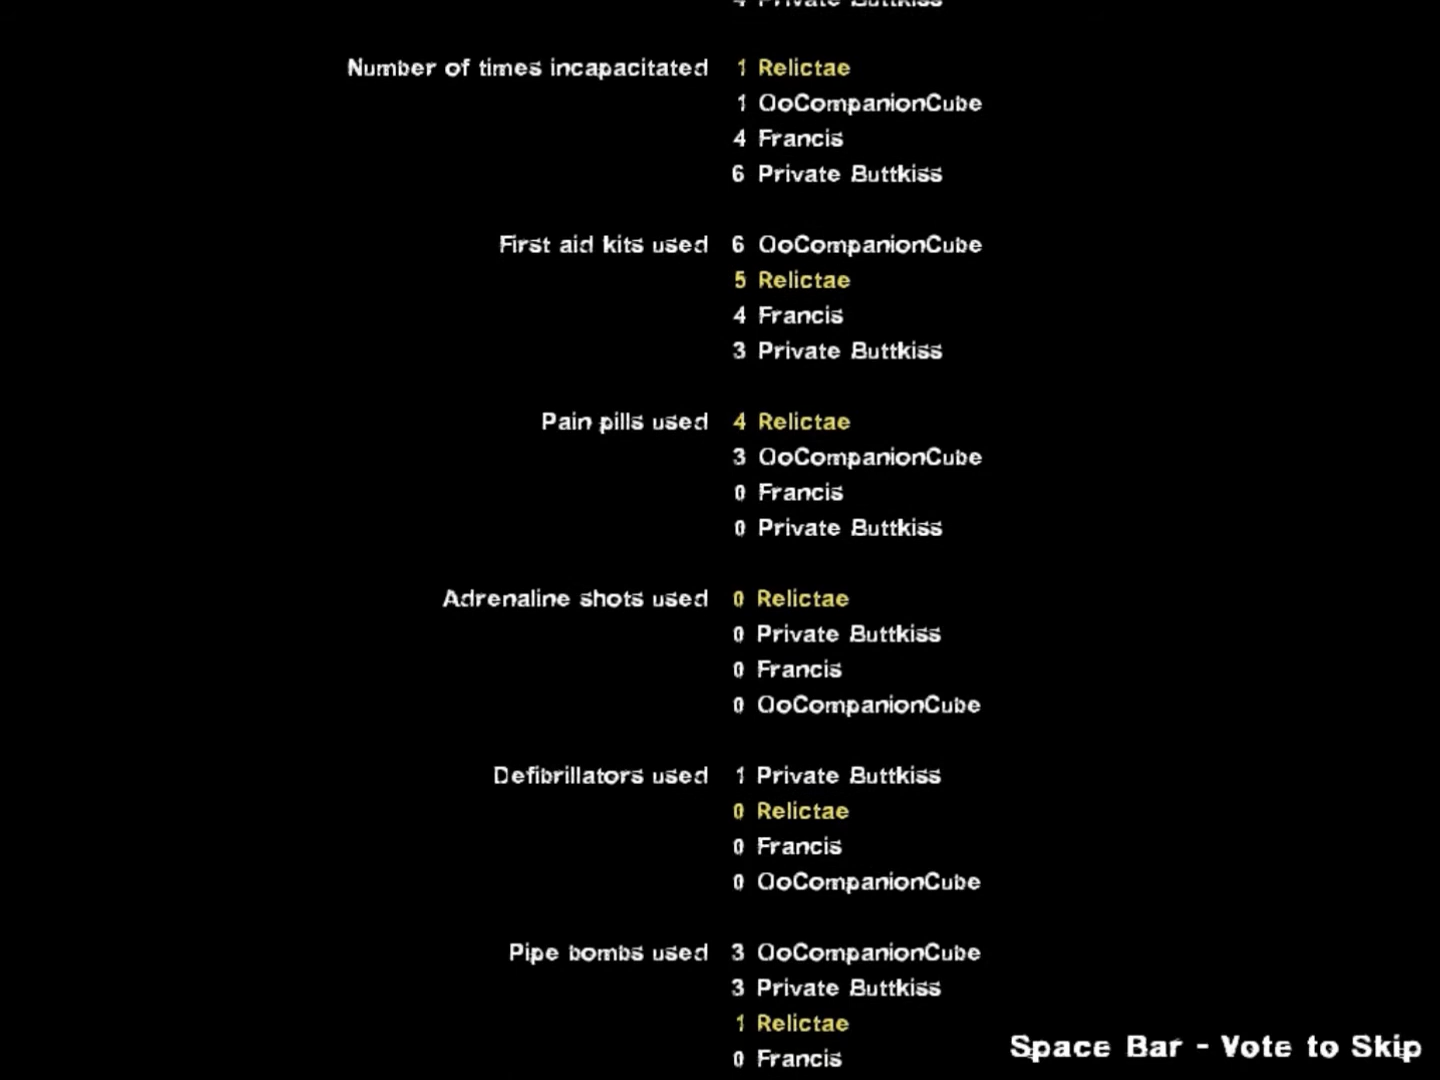 4 Private Buttkiss
Number of times incapacitated 1 Relictae
1 OoCompanionCube
4 Francis
6 Private Buttkiss
First aid kits used 6 OoCompanionCube
5 Relictae
4 Francis
3 Private Buttkiss
Pain pills used 4 Relictae
3 OoCompanionCube
0 Francis
0 Private Buttkiss
Adrenaline shots used 0 Relictae
0 Private Buttkiss
0 Francis
0 OoCompanionCube
Defibrillators used 1 Private Buttkiss
0 Relictae
0 Francis
0 OoCompanionCube
Pipe bombs used 3 OoCompanionCube
3 Private Buttkiss
1 Relictae
0 Francis
Space Bar - Vote to Skip